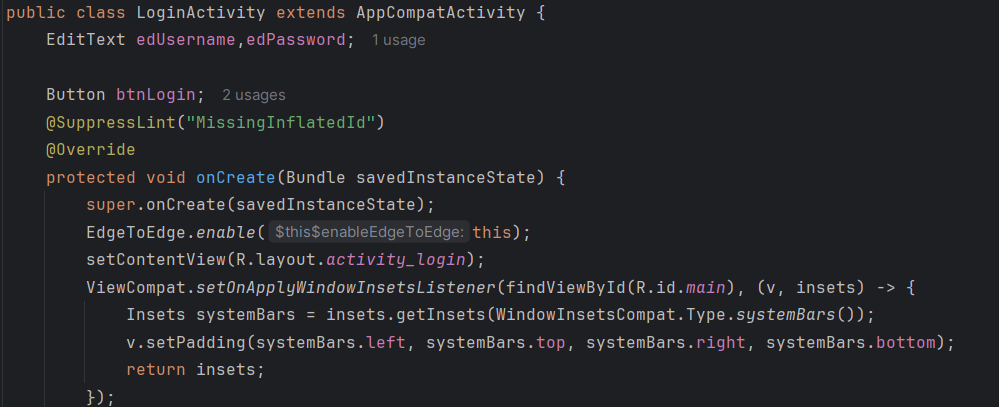 public class LoginActivity extends AppCompatActivity {
EditText edUsername,edPassword; 1 usage
Button btnLogin; 2 usages
@SuppressLint("MissingInflatedId")
@Override
protected void onCreate(Bundle savedInstanceState) {
super.onCreate(savedInstanceState);
EdgeToEdge.enable( $this$enableEdgeToEdge: this);
setContentView(R.layout.activity_login);
ViewCompat.setOnApplyWindowInsetsListener(findViewById(R.id.main), (v, insets) -> {
Insets systemBars = insets.getInsets(WindowInsetsCompat.Type.systemBars());
v.setPadding(systemBars.left, systemBars.top, systemBars.right, systemBars.bottom);
return insets;
});